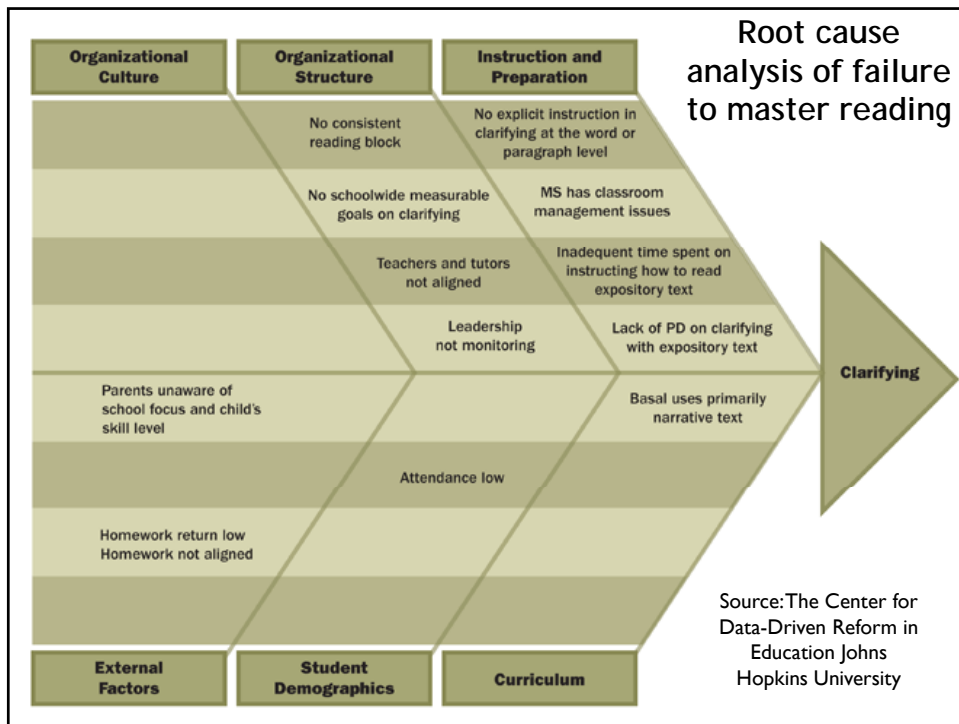 Root cause
analysis of failure
to master reading
Organizational
Culture
Organizational
Structure
Instruction and
Preparation
No consistent
reading block
No explicit instruction in
clarifying at the word or
paragraph level
No schoolwide measurable
goals on clarifying
MS has classroom
management issues
Teachers and tutors
not aligned
Inadequent time spent on
instructing how to read
expository text
Leadership
not monitoring
Lack of PD on clarifying
with expository text
Clarifying
Parents unaware of
school focus and child's
skill level
Basal uses primarily
narrative text
Attendance low
Homework return low
Homework not aligned
External
Factors
Student
Demographics
Curriculum
Source:The Center for
Data-Driven Reform in
Education Johns
Hopkins University